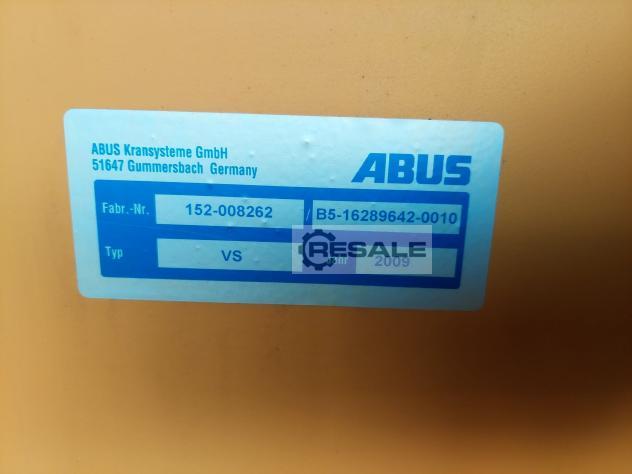 ABUS Kransysteme GmbH
51647 Gummersbach Germany
ABUS
Fabr.-Nr. 152-008262 / B5-16289642-0010
Typ VS 2009
RESALE